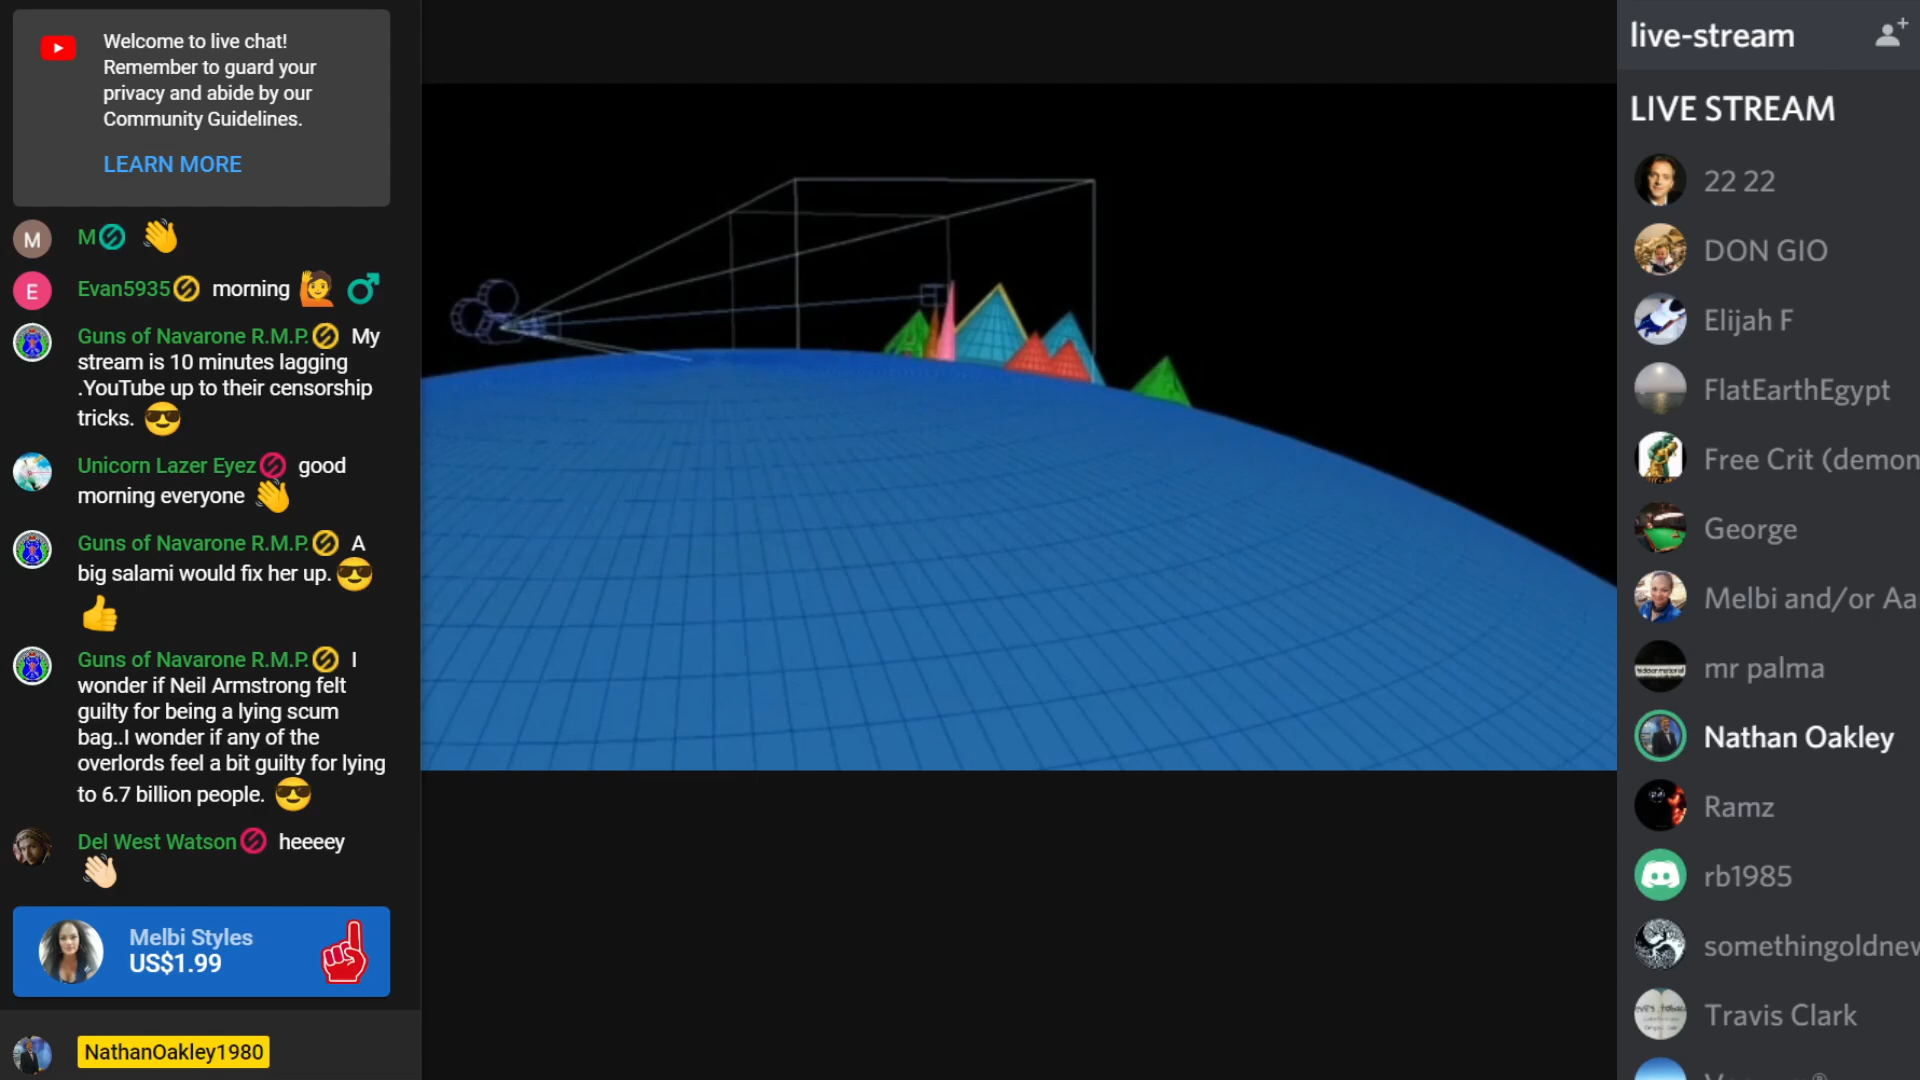 Welcome to live chat!
Remember to guard your
privacy and abide by our
Community Guidelines.
LEARN MORE
M
M
E
Evan5935 morning
Guns of Navarone R.M.P. My
stream is 10 minutes lagging
.YouTube up to their censorship
tricks.
Unicorn Lazer Eyez good
morning everyone
Guns of Navarone R.M.P. A
big salami would fix her up.
Guns of Navarone R.M.P. I
wonder if Neil Armstrong felt
guilty for being a lying scum
bag..I wonder if any of the
overlords feel a bit guilty for lying
to 6.7 billion people.
Del West Watson heeeey
Melbi Styles
US$1.99
NathanOakley1980
live-stream
LIVE STREAM
22 22
DON GIO
Elijah F
FlatEarthEgypt
Free Crit (demon
George
Melbi and/or Aa
mr palma
Nathan Oakley
Ramz
rb1985
somethingoldnew
Travis Clark